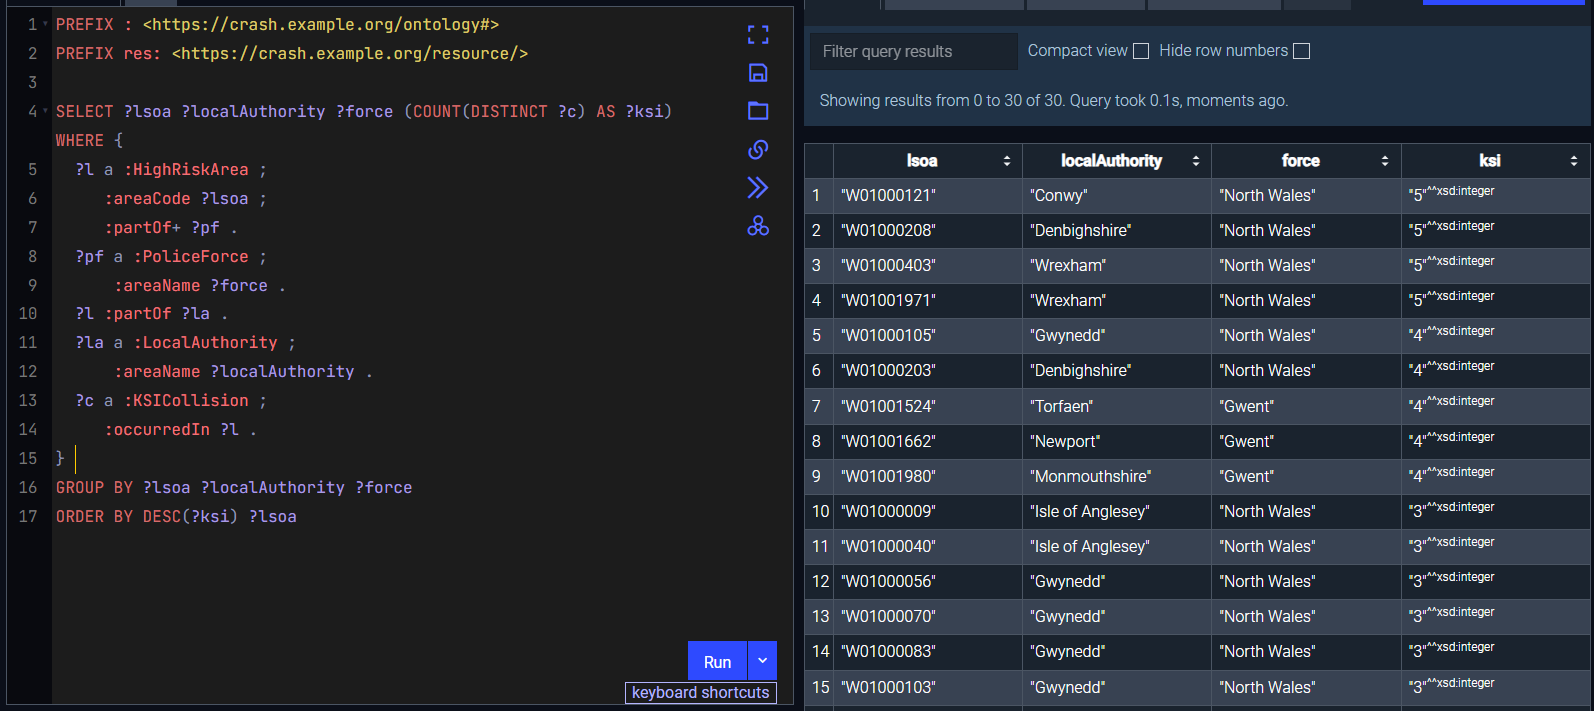 1 PREFIX : <https://crash.example.org/ontology#>
2 PREFIX res: <https://crash.example.org/resource/>
3
4 SELECT ?lsoa ?localAuthority ?force (COUNT(DISTINCT ?c) AS ?ksi)
WHERE {
5 ?l a :HighRiskArea ;
6 :areaCode ?lsoa ;
7 :partOf+ ?pf .
8 ?pf a :PoliceForce ;
9 :areaName ?force .
10 ?l :partOf ?la .
11 ?la a :LocalAuthority ;
12 :areaName ?localAuthority .
13 ?c a :KSICollision ;
14 :occurredIn ?l .
15 }
16 GROUP BY ?lsoa ?localAuthority ?force
17 ORDER BY DESC(?ksi) ?lsoa
Run
keyboard shortcuts
Filter query results Compact view Hide row numbers
Showing results from 0 to 30 of 30. Query took 0.1s, moments ago.
lsoa localAuthority force ksi
1 "W01000121" "Conwy" "North Wales" "5"^^xsd:integer
2 "W01000208" "Denbighshire" "North Wales" "5"^^xsd:integer
3 "W01000403" "Wrexham" "North Wales" "5"^^xsd:integer
4 "W01001971" "Wrexham" "North Wales" "5"^^xsd:integer
5 "W01000105" "Gwynedd" "North Wales" "4"^^xsd:integer
6 "W01000203" "Denbighshire" "North Wales" "4"^^xsd:integer
7 "W01001524" "Torfaen" "Gwent" "4"^^xsd:integer
8 "W01001662" "Newport" "Gwent" "4"^^xsd:integer
9 "W01001980" "Monmouthshire" "Gwent" "4"^^xsd:integer
10 "W01000009" "Isle of Anglesey" "North Wales" "3"^^xsd:integer
11 "W01000040" "Isle of Anglesey" "North Wales" "3"^^xsd:integer
12 "W01000056" "Gwynedd" "North Wales" "3"^^xsd:integer
13 "W01000070" "Gwynedd" "North Wales" "3"^^xsd:integer
14 "W01000083" "Gwynedd" "North Wales" "3"^^xsd:integer
15 "W01000103" "Gwynedd" "North Wales" "3"^^xsd:integer